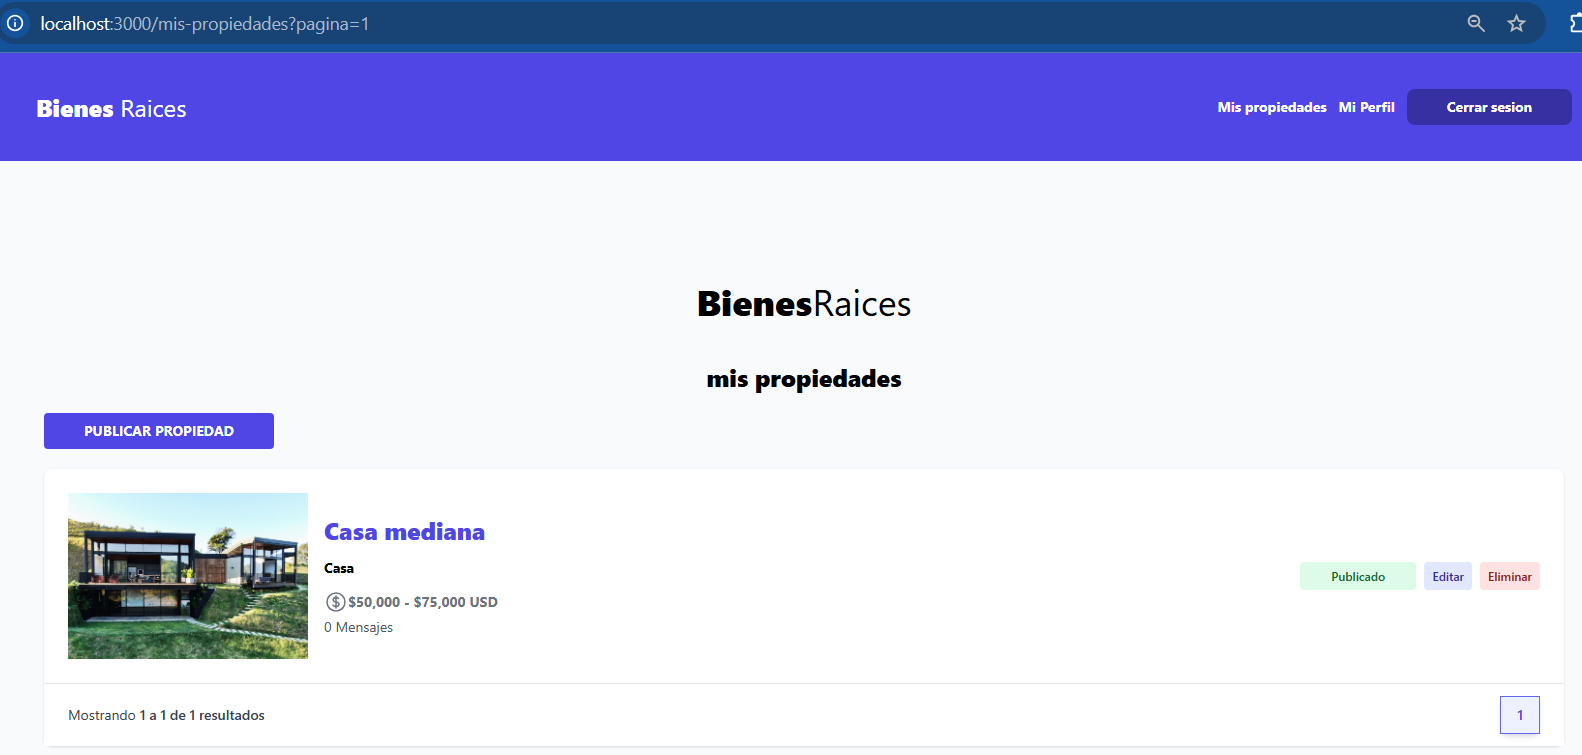 localhost:3000/mis-propiedades?pagina=1
Bienes Raices
Mis propiedades Mi Perfil Cerrar sesion
BienesRaices
mis propiedades
PUBLICAR PROPIEDAD
Casa mediana
Casa
$50,000 - $75,000 USD
0 Mensajes
Publicado Editar Eliminar
Mostrando 1 a 1 de 1 resultados
1